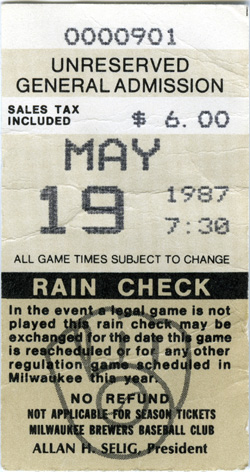 0000901
UNRESERVED
GENERAL ADMISSION
SALES TAX
INCLUDED
$ 6.00
MAY
19
1987
7:30
ALL GAME TIMES SUBJECT TO CHANGE
RAIN CHECK
In the event a legal game is not
played this rain check may be
exchanged for the date this game
is rescheduled or for any other
regulation game scheduled in
Milwaukee this year.
NO REFUND
NOT APPLICABLE FOR SEASON TICKETS
MILWAUKEE BREWERS BASEBALL CLUB
ALLAN H. SELIG, President